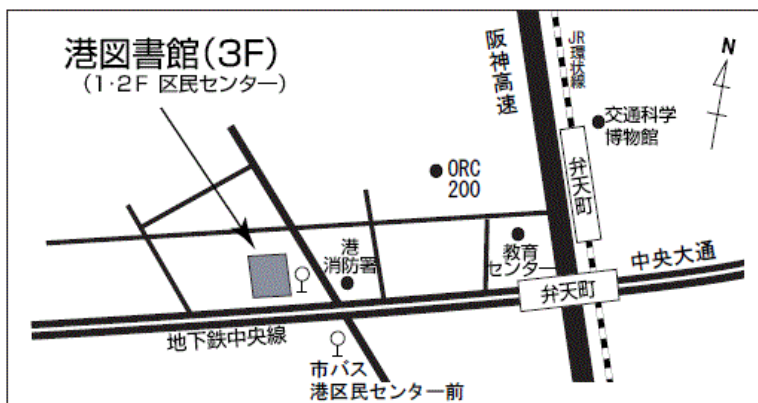 港図書館(3F)
(1・2F 区民センター)
阪神高速
JR環状線
N
交通科学
博物館
ORC
200
弁天町
港
消防署
教育
センター
中央大通
弁天町
地下鉄中央線
市バス
港区民センター前